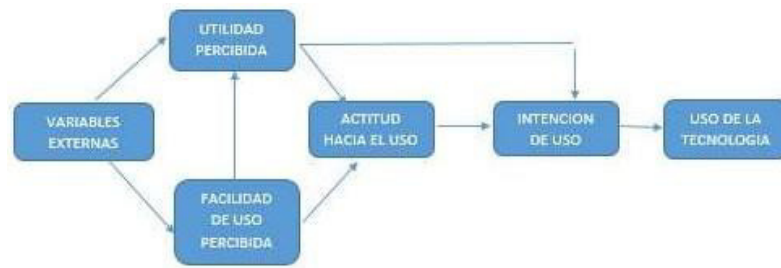 UTILIDAD
PERCIBIDA
VARIABLES
EXTERNAS
ACTITUD
HACIA EL USO
INTENCION
DE USO
USO DE LA
TECNOLOGIA
FACILIDAD
DE USO
PERCIBIDA